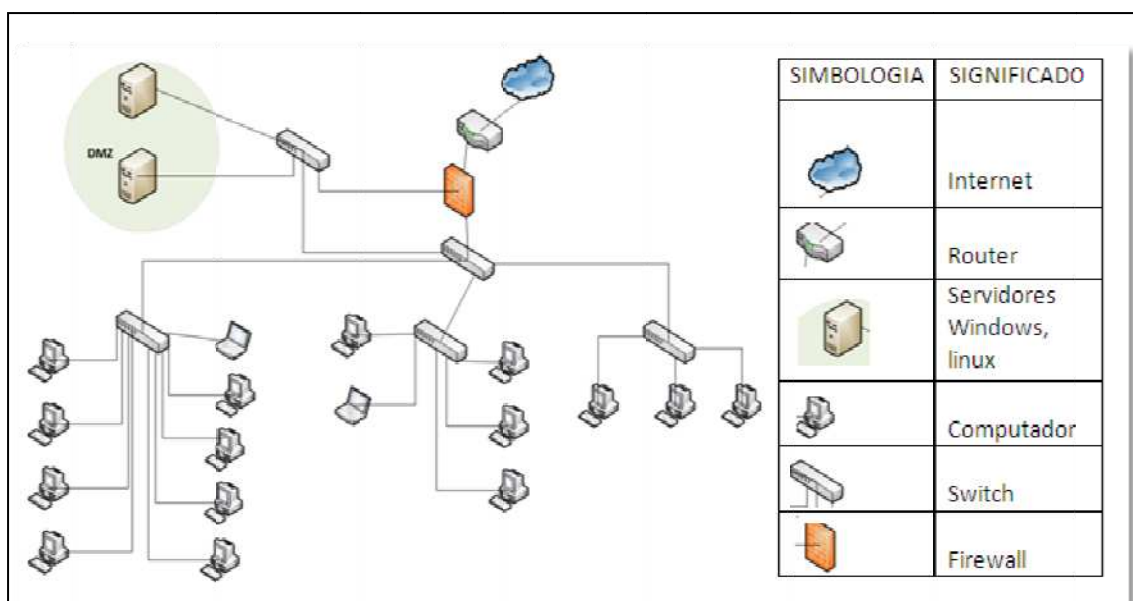 DMZ
SIMBOLOGIA SIGNIFICADO
Internet
Router
Servidores
Windows,
linux
Computador
Switch
Firewall